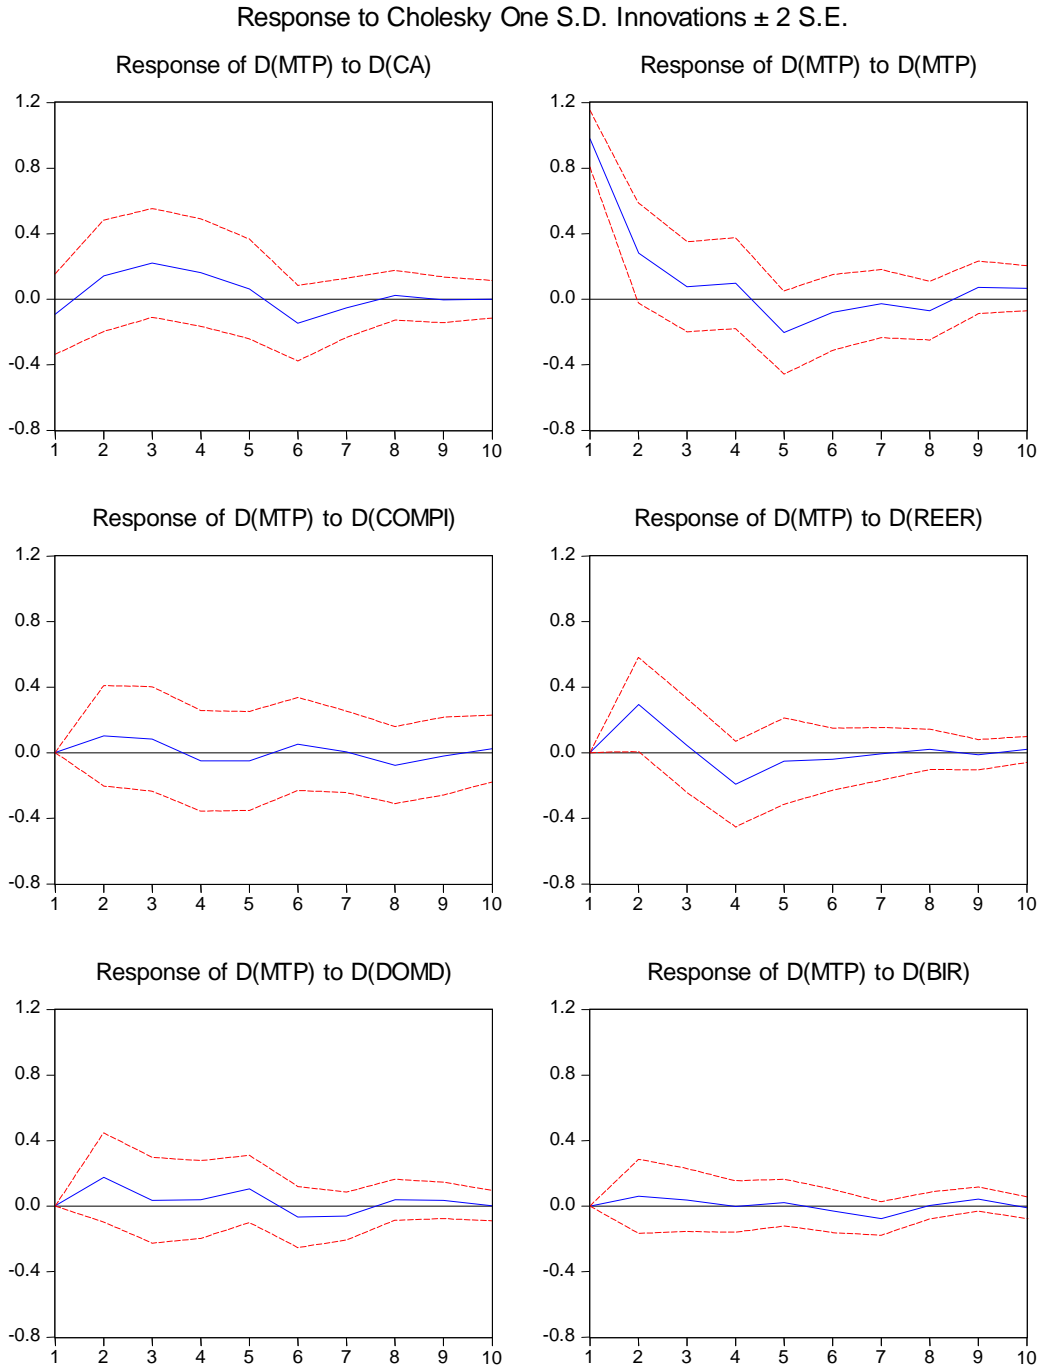 Response to Cholesky One S.D. Innovations ± 2 S.E.
Response of D(MTP) to D(CA)
1.2
0.8
0.4
0.0
-0.4
-0.8
1 2 3 4 5 6 7 8 9 10
Response of D(MTP) to D(MTP)
1.2
0.8
0.4
0.0
-0.4
-0.8
1 2 3 4 5 6 7 8 9 10
Response of D(MTP) to D(COMPI)
1.2
0.8
0.4
0.0
-0.4
-0.8
1 2 3 4 5 6 7 8 9 10
Response of D(MTP) to D(REER)
1.2
0.8
0.4
0.0
-0.4
-0.8
1 2 3 4 5 6 7 8 9 10
Response of D(MTP) to D(DOMD)
1.2
0.8
0.4
0.0
-0.4
-0.8
1 2 3 4 5 6 7 8 9 10
Response of D(MTP) to D(BIR)
1.2
0.8
0.4
0.0
-0.4
-0.8
1 2 3 4 5 6 7 8 9 10